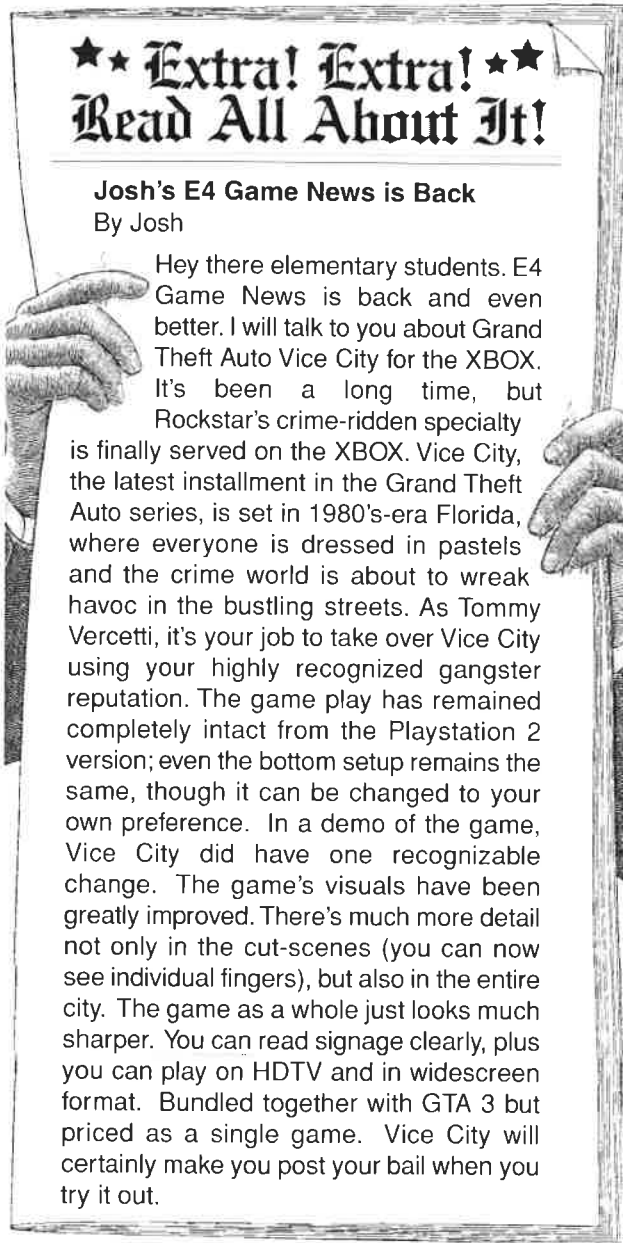 Extra! Extra!
Read All About It!
Josh's E4 Game News is Back
By Josh
Hey there elementary students. E4
Game News is back and even
better. I will talk to you about Grand
Theft Auto Vice City for the XBOX.
It's been a long time, but
Rockstar's crime-ridden specialty
is finally served on the XBOX. Vice City,
the latest installment in the Grand Theft
Auto series, is set in 1980's-era Florida,
where everyone is dressed in pastels
and the crime world is about to wreak
havoc in the bustling streets. As Tommy
Vercetti, it's your job to take over Vice City
using your highly recognized gangster
reputation. The game play has remained
completely intact from the Playstation 2
version; even the bottom setup remains the
same, though it can be changed to your
own preference. In a demo of the game,
Vice City did have one recognizable
change. The game's visuals have been
greatly improved. There's much more detail
not only in the cut-scenes (you can now
see individual fingers), but also in the entire
city. The game as a whole just looks much
sharper. You can read signage clearly, plus
you can play on HDTV and in widescreen
format. Bundled together with GTA 3 but
priced as a single game. Vice City will
certainly make you post your bail when you
try it out.